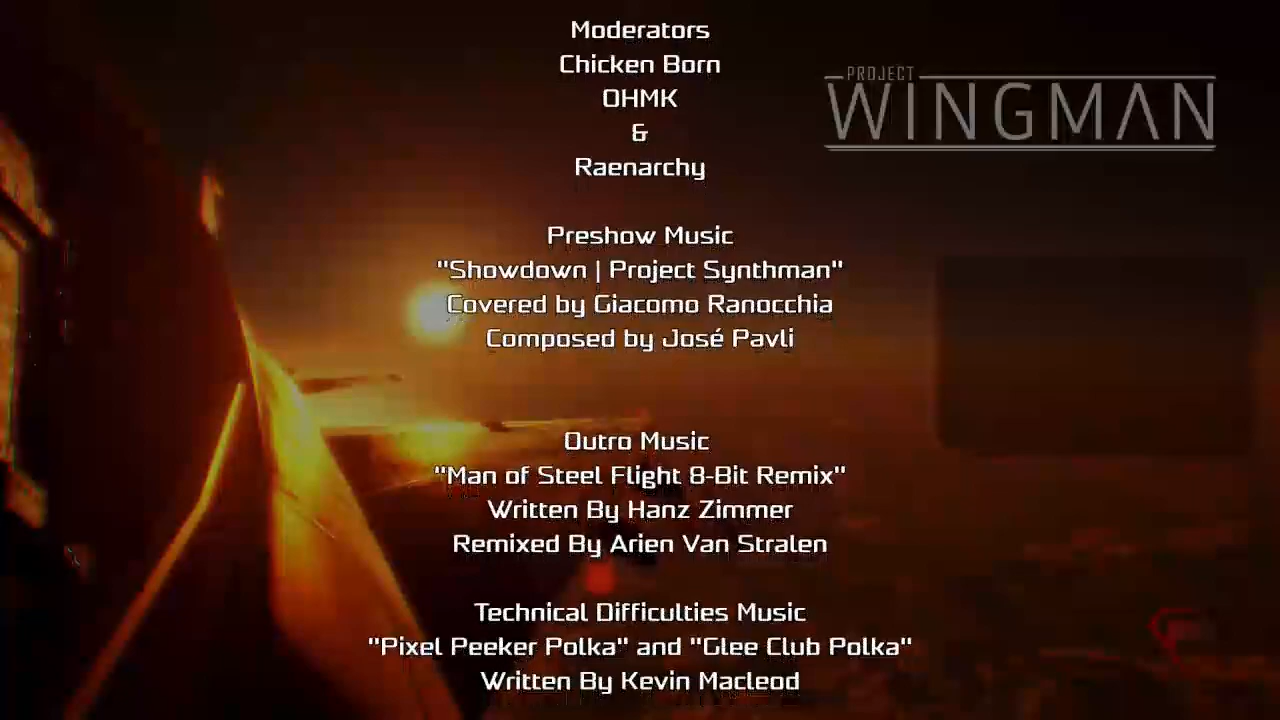 Moderators
Chicken Born
OHMK
&
Raenarchy
PROJECT
WINGMAN
Preshow Music
"Showdown | Project Synthman"
Covered by Giacomo Ranocchia
Composed by José Pavli
Outro Music
"Man of Steel Flight 8-Bit Remix"
Written By Hanz Zimmer
Remixed By Arien Van Stralen
Technical Difficulties Music
"Pixel Peeker Polka" and "Glee Club Polka"
Written By Kevin Macleod